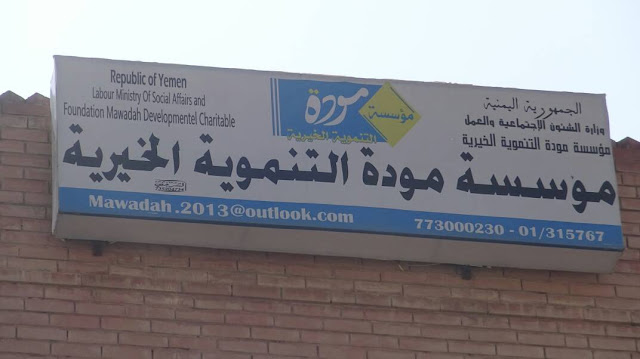 Republic of Yemen
Labour Ministry Of Social Affairs and
Foundation Mawadah Developmentel Charitable
مؤسسة
مودة
التنموية الخيرية
الجمهورية اليمنية
وزارة الشئون الاجتماعية والعمل
مؤسسة مودة التنموية الخيرية
موسسة مودة التنموية الخيرية
Mawadah.2013@outlook.com
773000230 - 01/315767